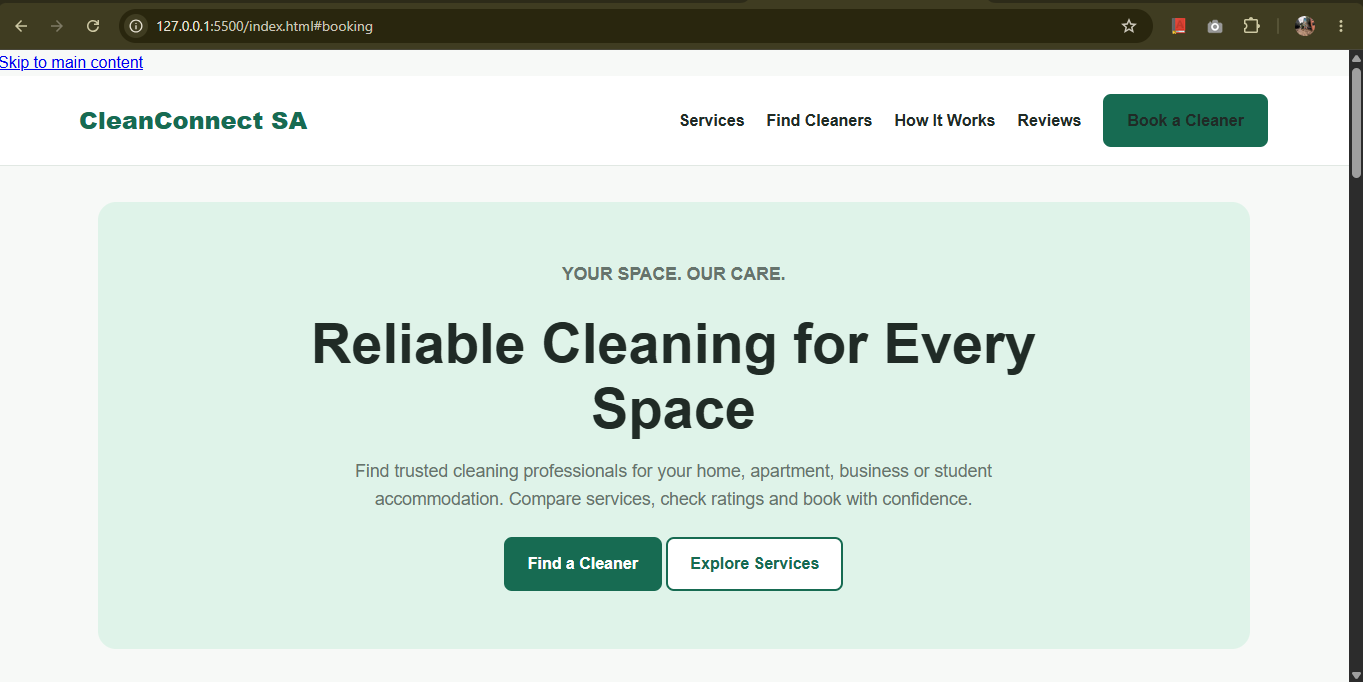 127.0.0.1:5500/index.html#booking
Skip to main content
CleanConnect SA
Services
Find Cleaners
How It Works
Reviews
Book a Cleaner
YOUR SPACE. OUR CARE.
Reliable Cleaning for Every
Space
Find trusted cleaning professionals for your home, apartment, business or student
accommodation. Compare services, check ratings and book with confidence.
Find a Cleaner
Explore Services